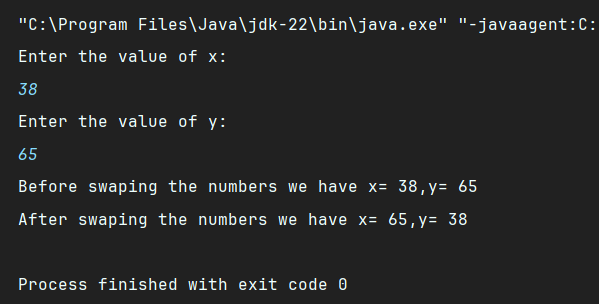 "C:\Program Files\Java\jdk-22\bin\java.exe" "-javaagent:C:
Enter the value of x:
38
Enter the value of y:
65
Before swaping the numbers we have x= 38,y= 65
After swaping the numbers we have x= 65,y= 38
Process finished with exit code 0